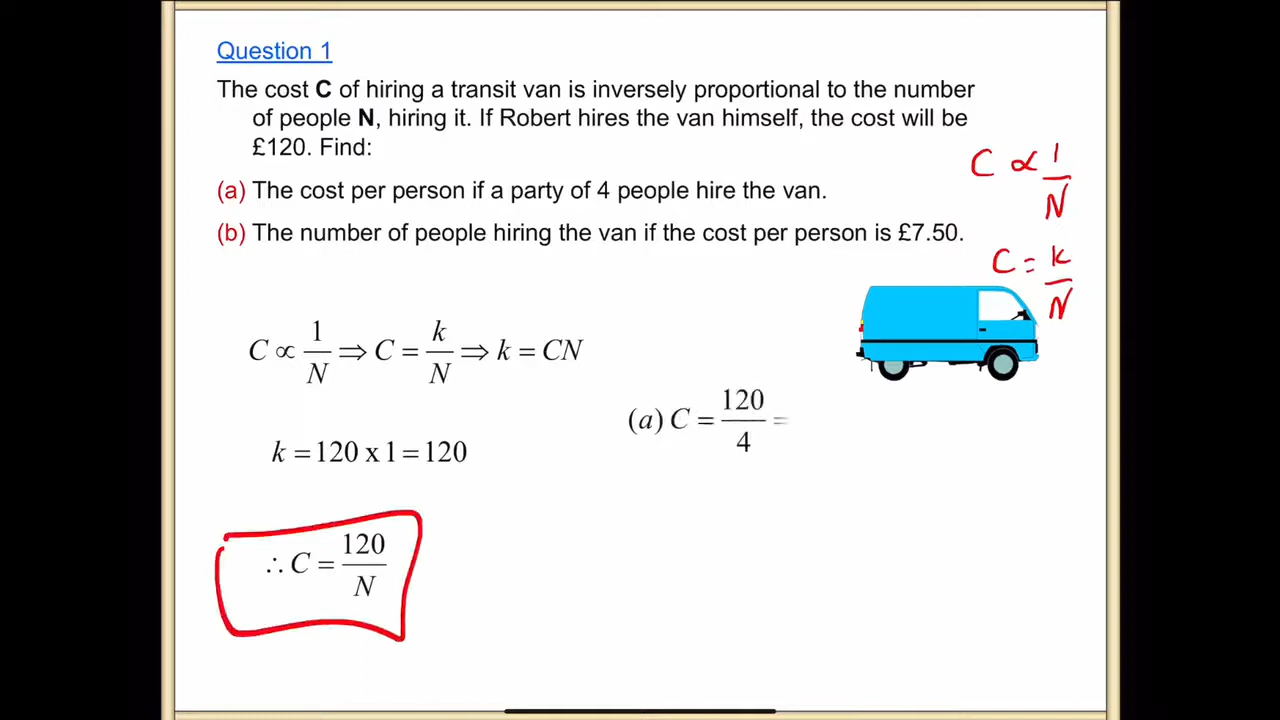 Question 1
The cost C of hiring a transit van is inversely proportional to the number
of people N, hiring it. If Robert hires the van himself, the cost will be
£120. Find:
(a) The cost per person if a party of 4 people hire the van.
(b) The number of people hiring the van if the cost per person is £7.50.
C ∝ 1/N
C = k/N
C ∝ 1/N ⇒ C = k/N ⇒ k = CN
(a) C = 120/4 =
k = 120 x 1 = 120
∴ C = 120/N